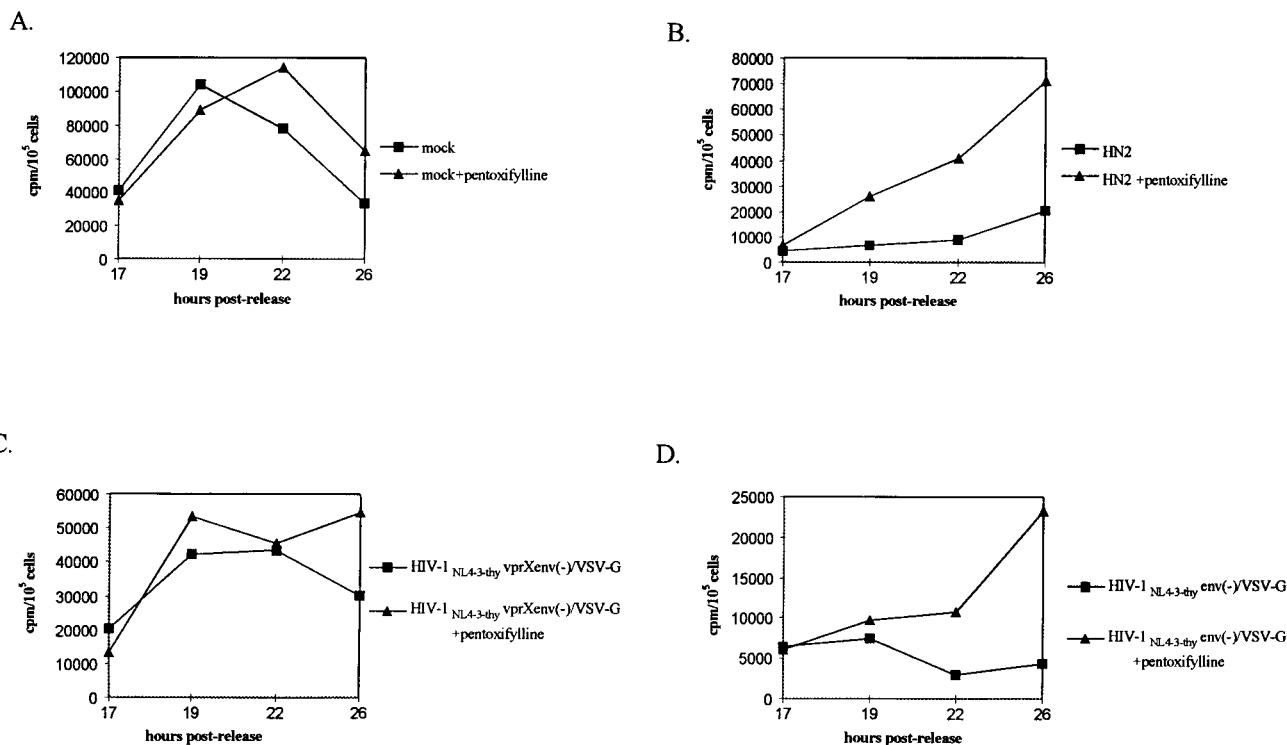 A.
120000
100000
80000
60000
40000
20000
0
cpm/10⁵ cells
17 19 22 26
hours post-release
mock
mock+pentoxifylline
B.
80000
70000
60000
50000
40000
30000
20000
10000
0
cpm/10⁵ cells
17 19 22 26
hours post-release
HN2
HN2 +pentoxifylline
C.
60000
50000
40000
30000
20000
10000
0
cpm/10⁵ cells
17 19 22 26
hours post-release
HIV-1 NL4-3-thy vprXenv(-)/VSV-G
HIV-1 NL4-3-thy vprXenv(-)/VSV-G
+pentoxifylline
D.
25000
20000
15000
10000
5000
0
cpm/10⁵ cells
17 19 22 26
hours post-release
HIV-1 NL4-3-thy env(-)/VSV-G
HIV-1 NL4-3-thy env(-)/VSV-G
+pentoxifylline